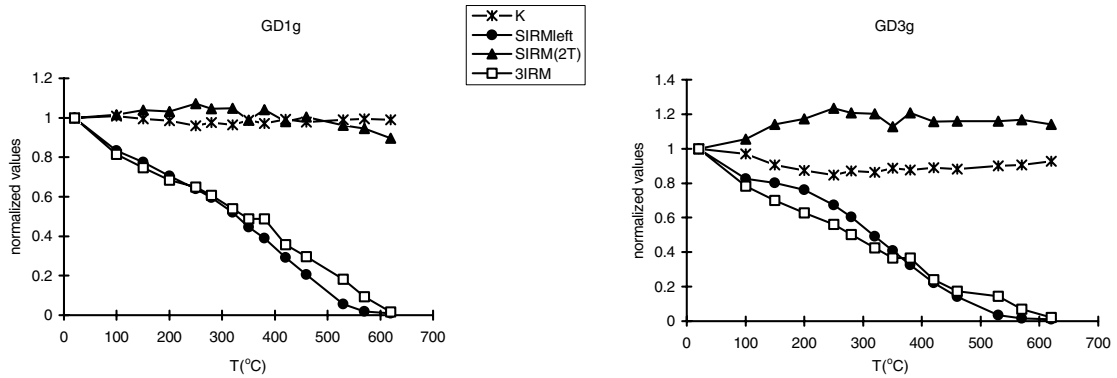 GD1g
K
SIRMleft
SIRM(2T)
3IRM
GD3g
normalized values
1.2
1
0.8
0.6
0.4
0.2
0
0 100 200 300 400 500 600 700
T(°C)
normalized values
1.4
1.2
1
0.8
0.6
0.4
0.2
0
0 100 200 300 400 500 600 700
T(°C)